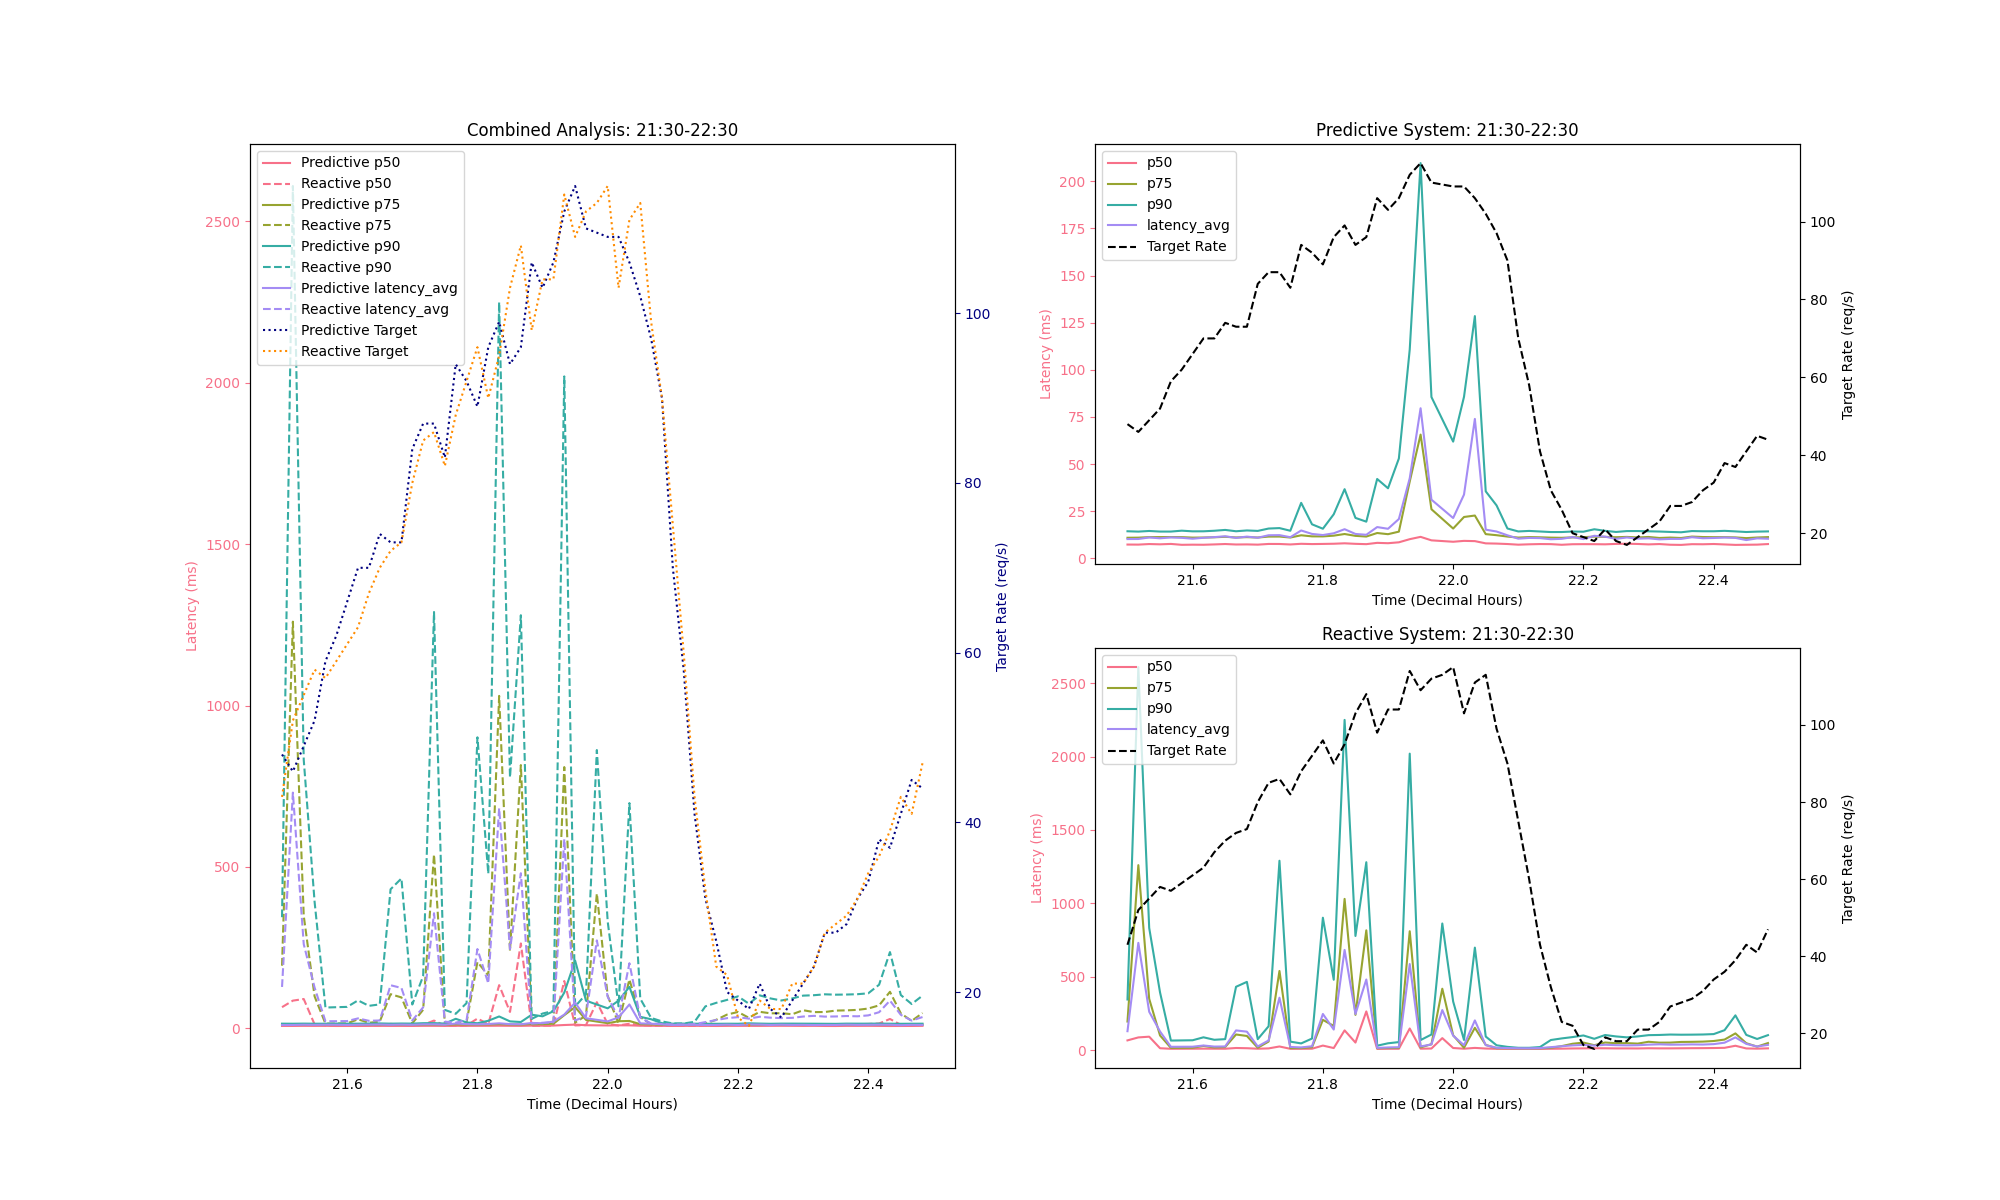 Combined Analysis: 21:30-22:30
Predictive p50
Reactive p50
Predictive p75
Reactive p75
Predictive p90
Reactive p90
Predictive latency_avg
Reactive latency_avg
Predictive Target
Reactive Target
2500
2000
1500
1000
500
0
Latency (ms)
100
80
60
40
20
Target Rate (req/s)
21.6 21.8 22.0 22.2 22.4
Time (Decimal Hours)
Predictive System: 21:30-22:30
p50
p75
p90
latency_avg
Target Rate
200
175
150
125
100
75
50
25
0
Latency (ms)
100
80
60
40
20
Target Rate (req/s)
21.6 21.8 22.0 22.2 22.4
Time (Decimal Hours)
Reactive System: 21:30-22:30
p50
p75
p90
latency_avg
Target Rate
2500
2000
1500
1000
500
0
Latency (ms)
100
80
60
40
20
Target Rate (req/s)
21.6 21.8 22.0 22.2 22.4
Time (Decimal Hours)